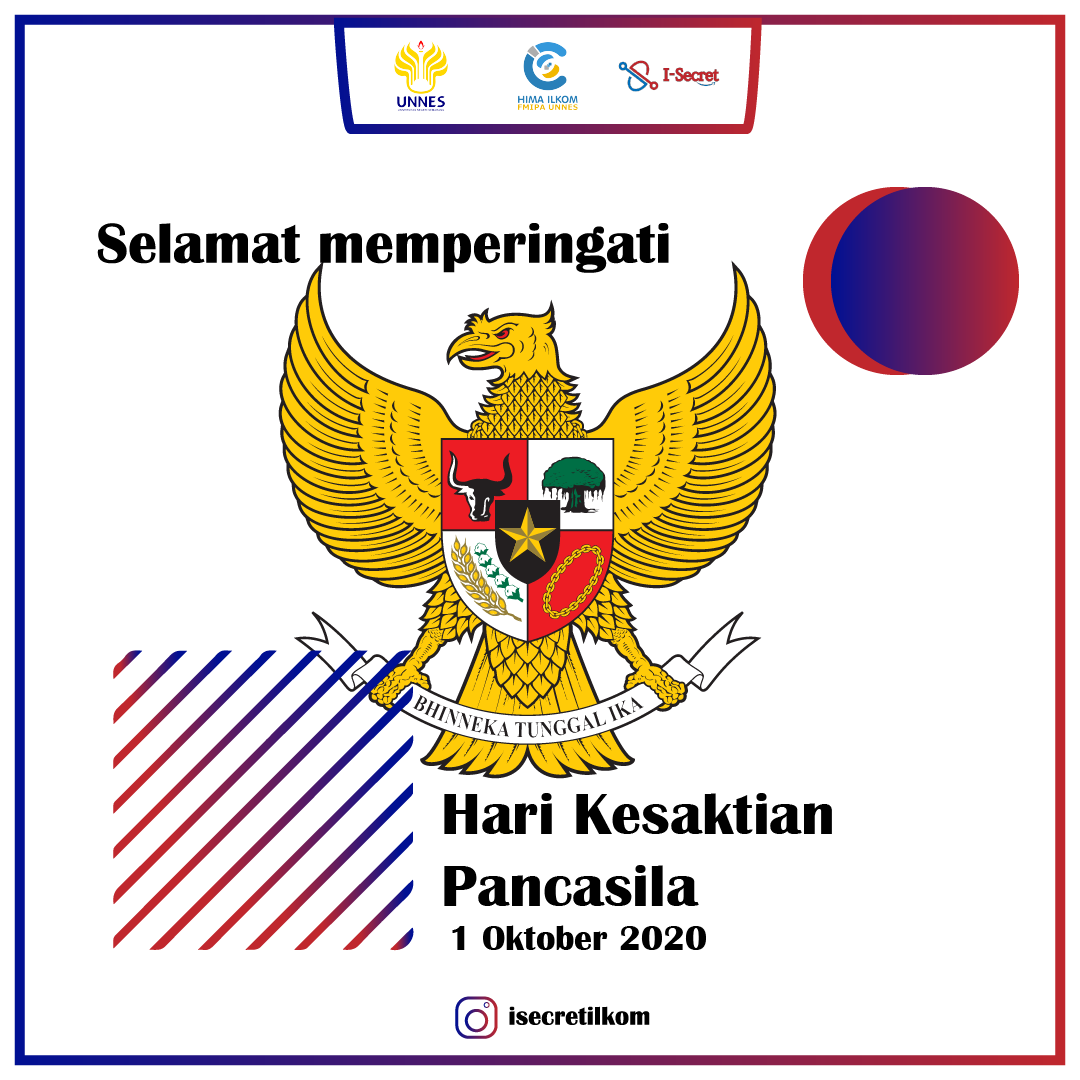 UNNES
HIMA ILKOM
FMIPA UNNES
I-Secret
Selamat memperingati
BHINNEKA TUNGGAL IKA
Hari Kesaktian
Pancasila
1 Oktober 2020
isecretilkom